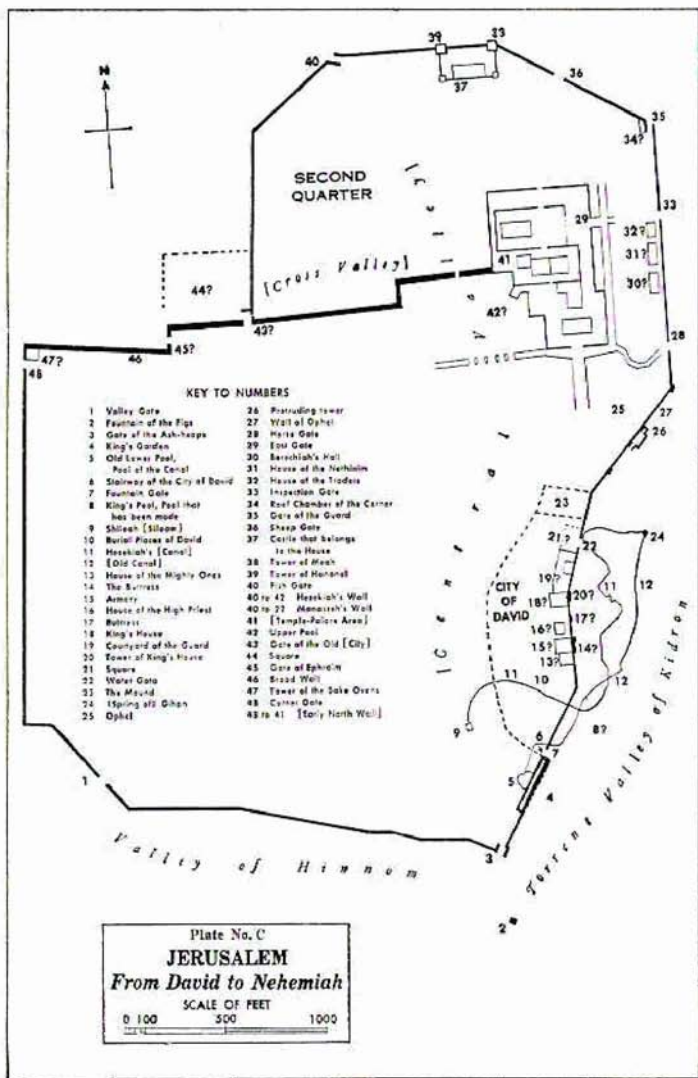 39
23
40
36
N
37
35
34?
SECOND
QUARTER
33
29
32?
31?
41
30?
[Cross Valley]
44?
42?
43?
28
47?
46
45?
48
KEY TO NUMBERS
1 Valley Gate
2 Fountain of the Figs
3 Gate of the Ash-heaps
4 King's Garden
5 Old Lower Pool,
Pool of the Canal
6 Stairway of the City of David
7 Fountain Gate
8 King's Pool, Pool that
has been made
9 Shiloah [Siloam]
10 Burial Places of David
11 Hezekiah's [Canal]
12 [Old Canal]
13 House of the Mighty Ones
14 The Buttress
15 Armory
16 House of the High Priest
17 Buttress
18 King's House
19 Courtyard of the Guard
20 Tower of King's House
21 Square
22 Water Gate
23 The Mound
24 [Spring of] Gihon
25 Ophel
26 Protruding tower
27 Wall of Ophel
28 Horse Gate
29 East Gate
30 Berechiah's Hall
31 House of the Nethinim
32 House of the Traders
33 Inspection Gate
34 Roof Chamber of the Corner
35 Gate of the Guard
36 Sheep Gate
37 Castle that belongs
to the House
38 Tower of Meah
39 Tower of Hananel
40 Fish Gate
40 to 42 Hezekiah's Wall
40 to 22 Manasseh's Wall
41 [Temple-Palace Area]
42 Upper Pool
43 Gate of the Old [City]
44 Square
45 Gate of Ephraim
46 Broad Wall
47 Tower of the Bake Ovens
48 Corner Gate
48 to 41 [Early North Wall]
25
27
26
23
21?
22
24
19?
11
12
[Central Valley]
CITY
OF
DAVID
18?
20?
17?
16?
15?
14?
13?
11
10
12
9
8?
6
7
5
4
1
3
2
Valley of Hinnom
Torrent Valley of Kidron
Plate No. C
JERUSALEM
From David to Nehemiah
SCALE OF FEET
0 100 500 1000